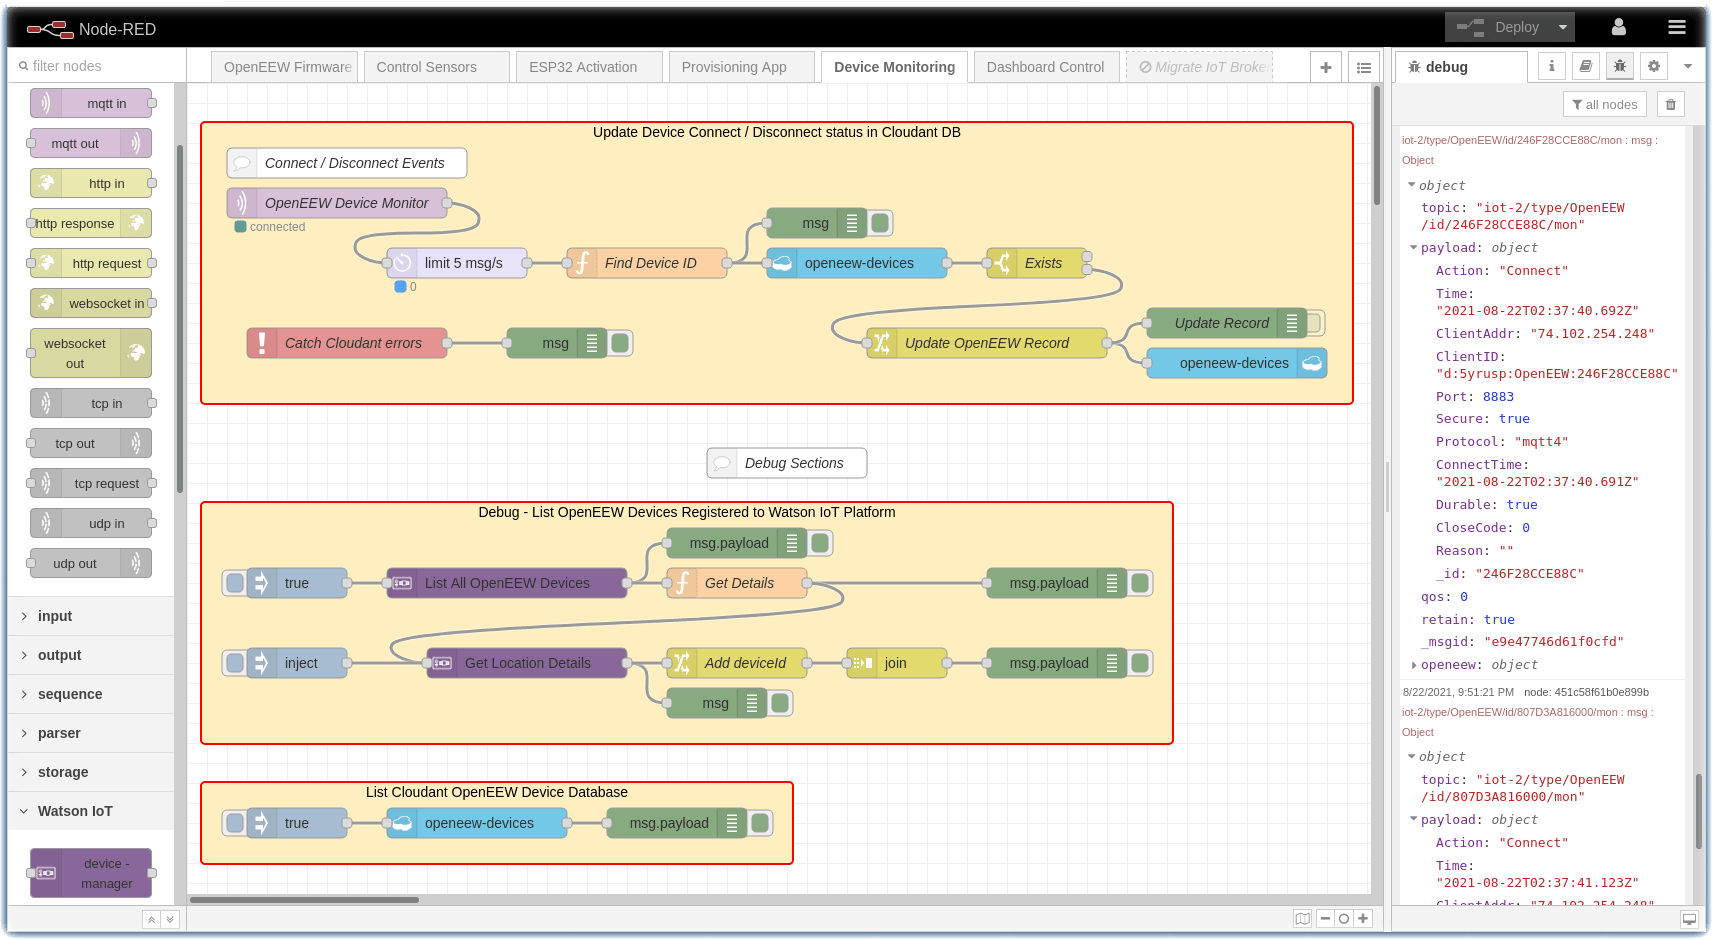 Node-RED
Deploy
filter nodes
OpenEEW Firmware
Control Sensors
ESP32 Activation
Provisioning App
Device Monitoring
Dashboard Control
Migrate IoT Broke
debug
all nodes
mqtt in
mqtt out
http in
http response
http request
websocket in
websocket
out
tcp in
tcp out
tcp request
udp in
udp out
input
output
sequence
parser
storage
Watson IoT
device -
manager
Update Device Connect / Disconnect status in Cloudant DB
Connect / Disconnect Events
OpenEEW Device Monitor
connected
limit 5 msg/s
0
Find Device ID
msg
openeew-devices
Exists
Catch Cloudant errors
msg
Update OpenEEW Record
Update Record
openeew-devices
Debug Sections
Debug - List OpenEEW Devices Registered to Watson IoT Platform
msg.payload
true
List All OpenEEW Devices
Get Details
msg.payload
inject
Get Location Details
Add deviceId
join
msg.payload
msg
List Cloudant OpenEEW Device Database
true
openeew-devices
msg.payload
iot-2/type/OpenEEW/id/246F28CCE88C/mon : msg :
Object
object
topic: "iot-2/type/OpenEEW
/id/246F28CCE88C/mon"
payload: object
Action: "Connect"
Time:
"2021-08-22T02:37:40.692Z"
ClientAddr: "74.102.254.248"
ClientID:
"d:5yrusp:OpenEEW:246F28CCE88C"
Port: 8883
Secure: true
Protocol: "mqtt4"
ConnectTime:
"2021-08-22T02:37:40.691Z"
Durable: true
CloseCode: 0
Reason: ""
_id: "246F28CCE88C"
qos: 0
retain: true
_msgid: "e9e47746d61f0cfd"
openeew: object
8/22/2021, 9:51:21 PM node: 451c58f61b0e899b
iot-2/type/OpenEEW/id/807D3A816000/mon : msg :
Object
object
topic: "iot-2/type/OpenEEW
/id/807D3A816000/mon"
payload: object
Action: "Connect"
Time:
"2021-08-22T02:37:41.123Z"
ClientAddr: "74.102.254.248"